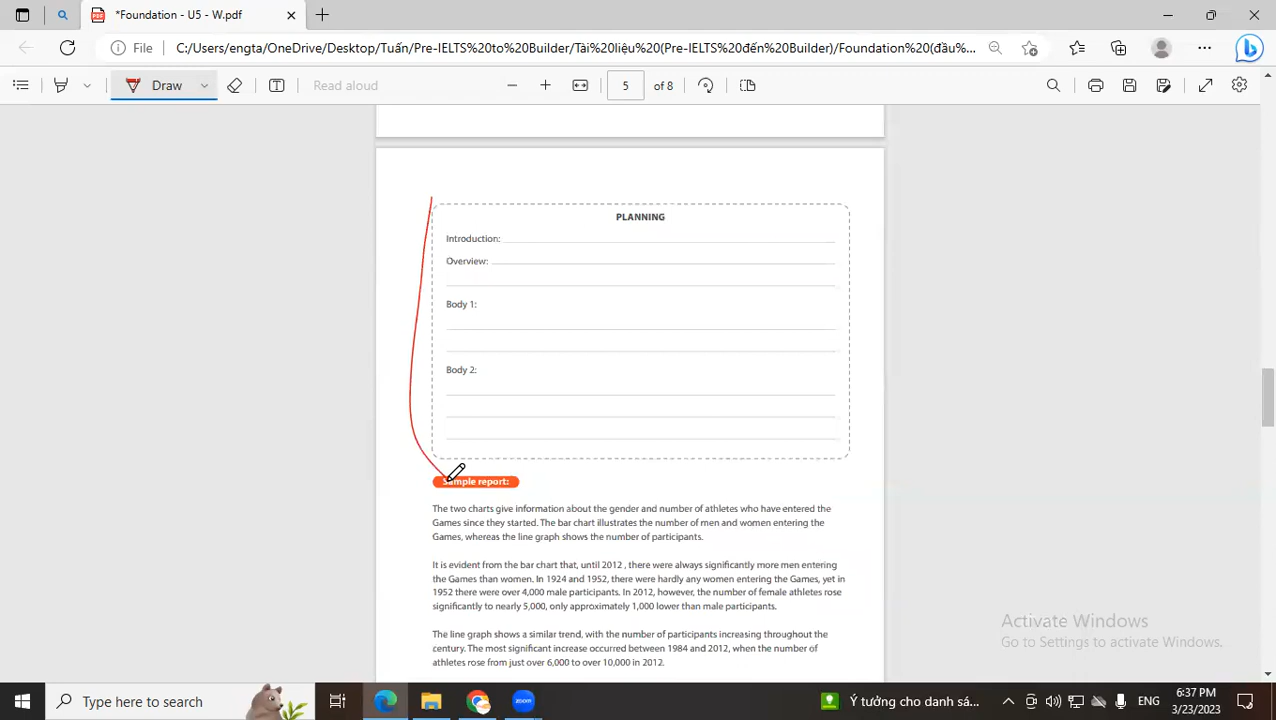 *Foundation - U5 - W.pdf
File
C:/Users/engta/OneDrive/Desktop/Tuấn/Pre-IELTS%20to%20Builder/Tài%20liệu%20(Pre-IELTS%20đến%20Builder)/Foundation%20(đầu%...
Draw
Read aloud
5
of 8
PLANNING
Introduction:
Overview:
Body 1:
Body 2:
Sample report:
The two charts give information about the gender and number of athletes who have entered the
Games since they started. The bar chart illustrates the number of men and women entering the
Games, whereas the line graph shows the number of participants.
It is evident from the bar chart that, until 2012 , there were always significantly more men entering
the Games than women. In 1924 and 1952, there were hardly any women entering the Games, yet in
1952 there were over 4,000 male participants. In 2012, however, the number of female athletes rose
significantly to nearly 5,000, only approximately 1,000 lower than male participants.
The line graph shows a similar trend, with the number of participants increasing throughout the
century. The most significant increase occurred between 1984 and 2012, when the number of
athletes rose from just over 6,000 to over 10,000 in 2012.
Activate Windows
Go to Settings to activate Windows.
Type here to search
zoom
Ý tưởng cho danh sá...
ENG
6:37 PM
3/23/2023